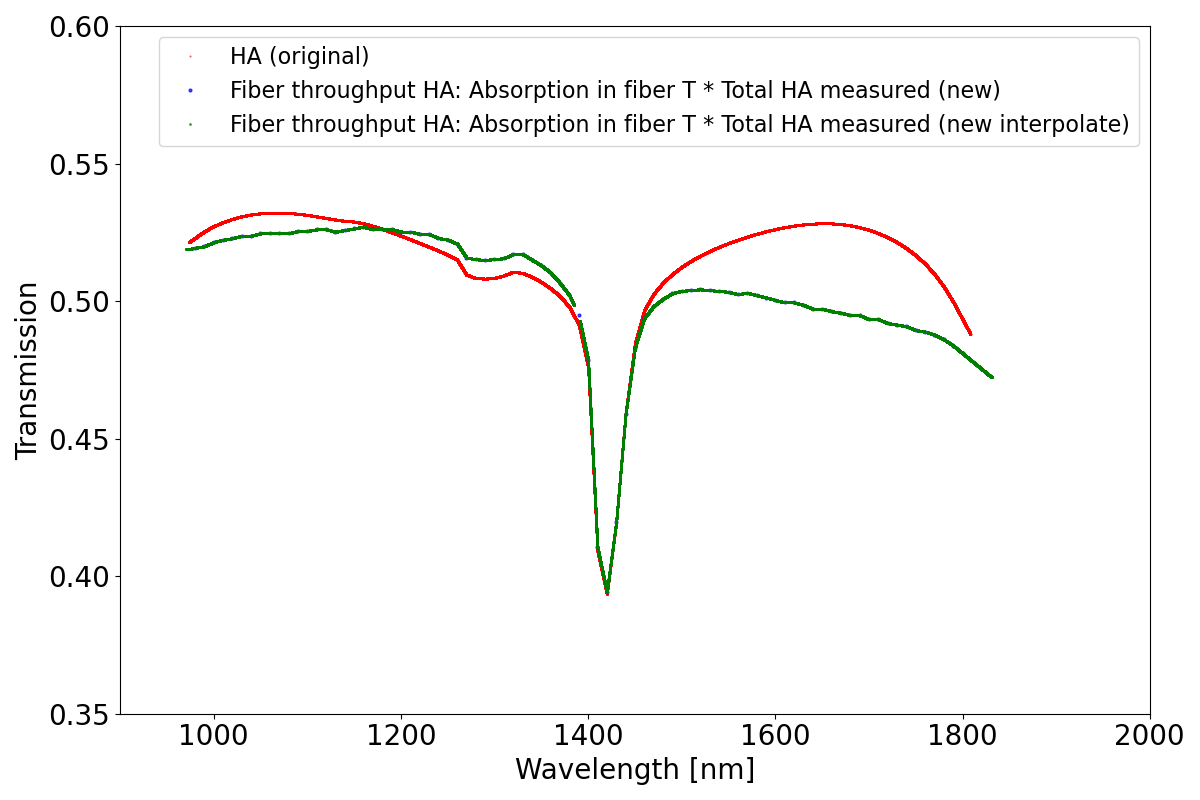 0.60
0.55
0.50
0.45
0.40
0.35
Transmission
HA (original)
Fiber throughput HA: Absorption in fiber T * Total HA measured (new)
Fiber throughput HA: Absorption in fiber T * Total HA measured (new interpolate)
1000 1200 1400 1600 1800 2000
Wavelength [nm]